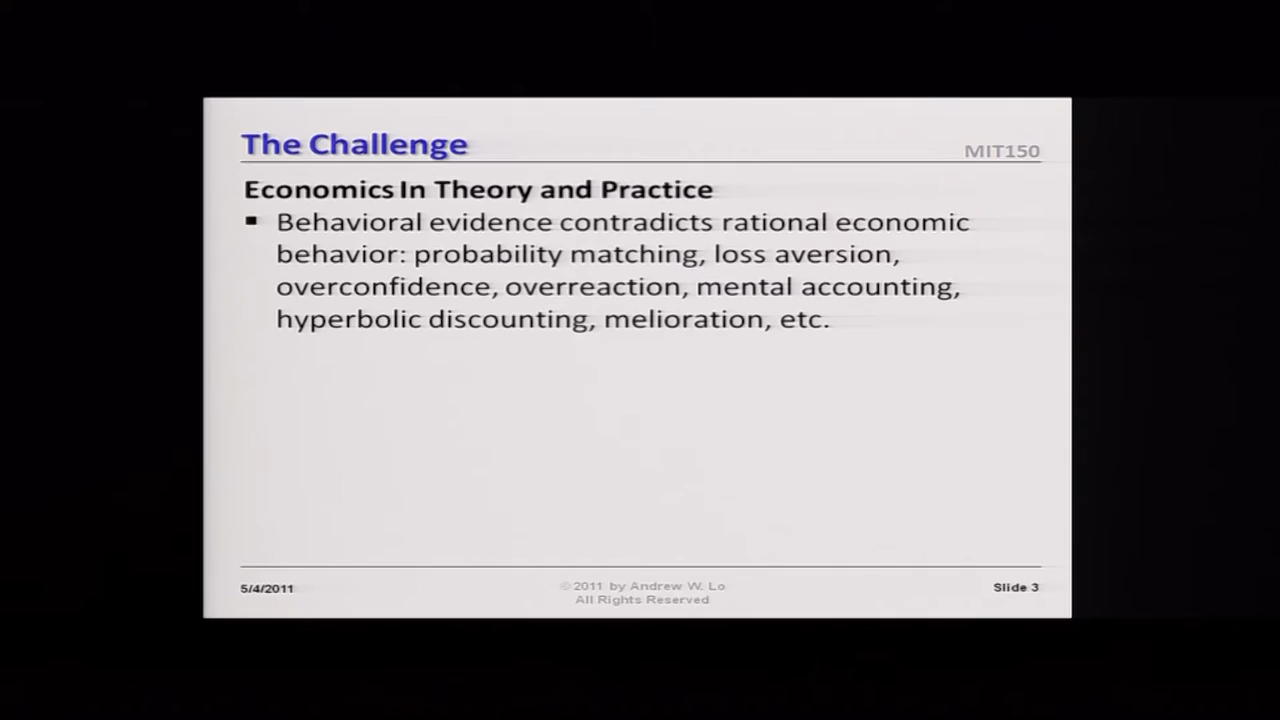 The Challenge
MIT150
Economics In Theory and Practice
▪ Behavioral evidence contradicts rational economic
behavior: probability matching, loss aversion,
overconfidence, overreaction, mental accounting,
hyperbolic discounting, melioration, etc.
5/4/2011
©2011 by Andrew W. Lo
All Rights Reserved
Slide 3